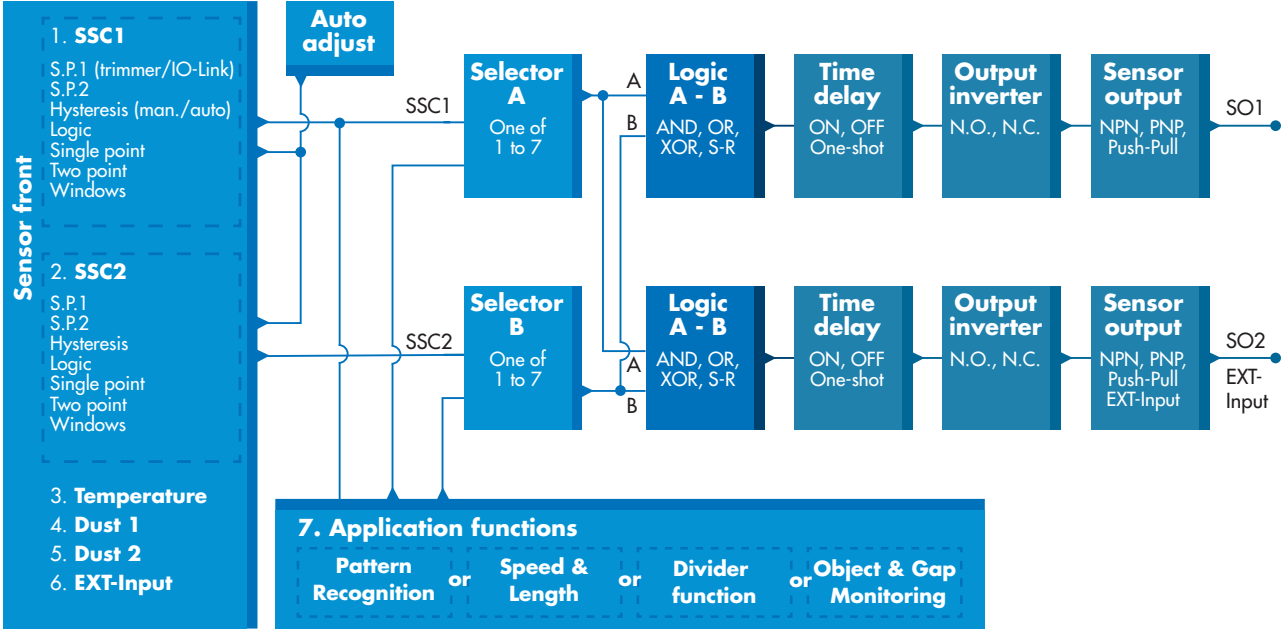 Sensor front
1. SSC1
S.P.1 (trimmer/IO-Link)
S.P.2
Hysteresis (man./auto)
Logic
Single point
Two point
Windows
2. SSC2
S.P.1
S.P.2
Hysteresis
Logic
Single point
Two point
Windows
3. Temperature
4. Dust 1
5. Dust 2
6. EXT-Input
Auto
adjust
SSC1
Selector
A
One of
1 to 7
A
B
Logic
A - B
AND, OR,
XOR, S-R
Time
delay
ON, OFF
One-shot
Output
inverter
N.O., N.C.
Sensor
output
NPN, PNP,
Push-Pull
SO1
SSC2
Selector
B
One of
1 to 7
A
B
Logic
A - B
AND, OR,
XOR, S-R
Time
delay
ON, OFF
One-shot
Output
inverter
N.O., N.C.
Sensor
output
NPN, PNP,
Push-Pull
EXT-Input
SO2
EXT-
Input
7. Application functions
Pattern
Recognition
or
Speed &
Length
or
Divider
function
or
Object & Gap
Monitoring